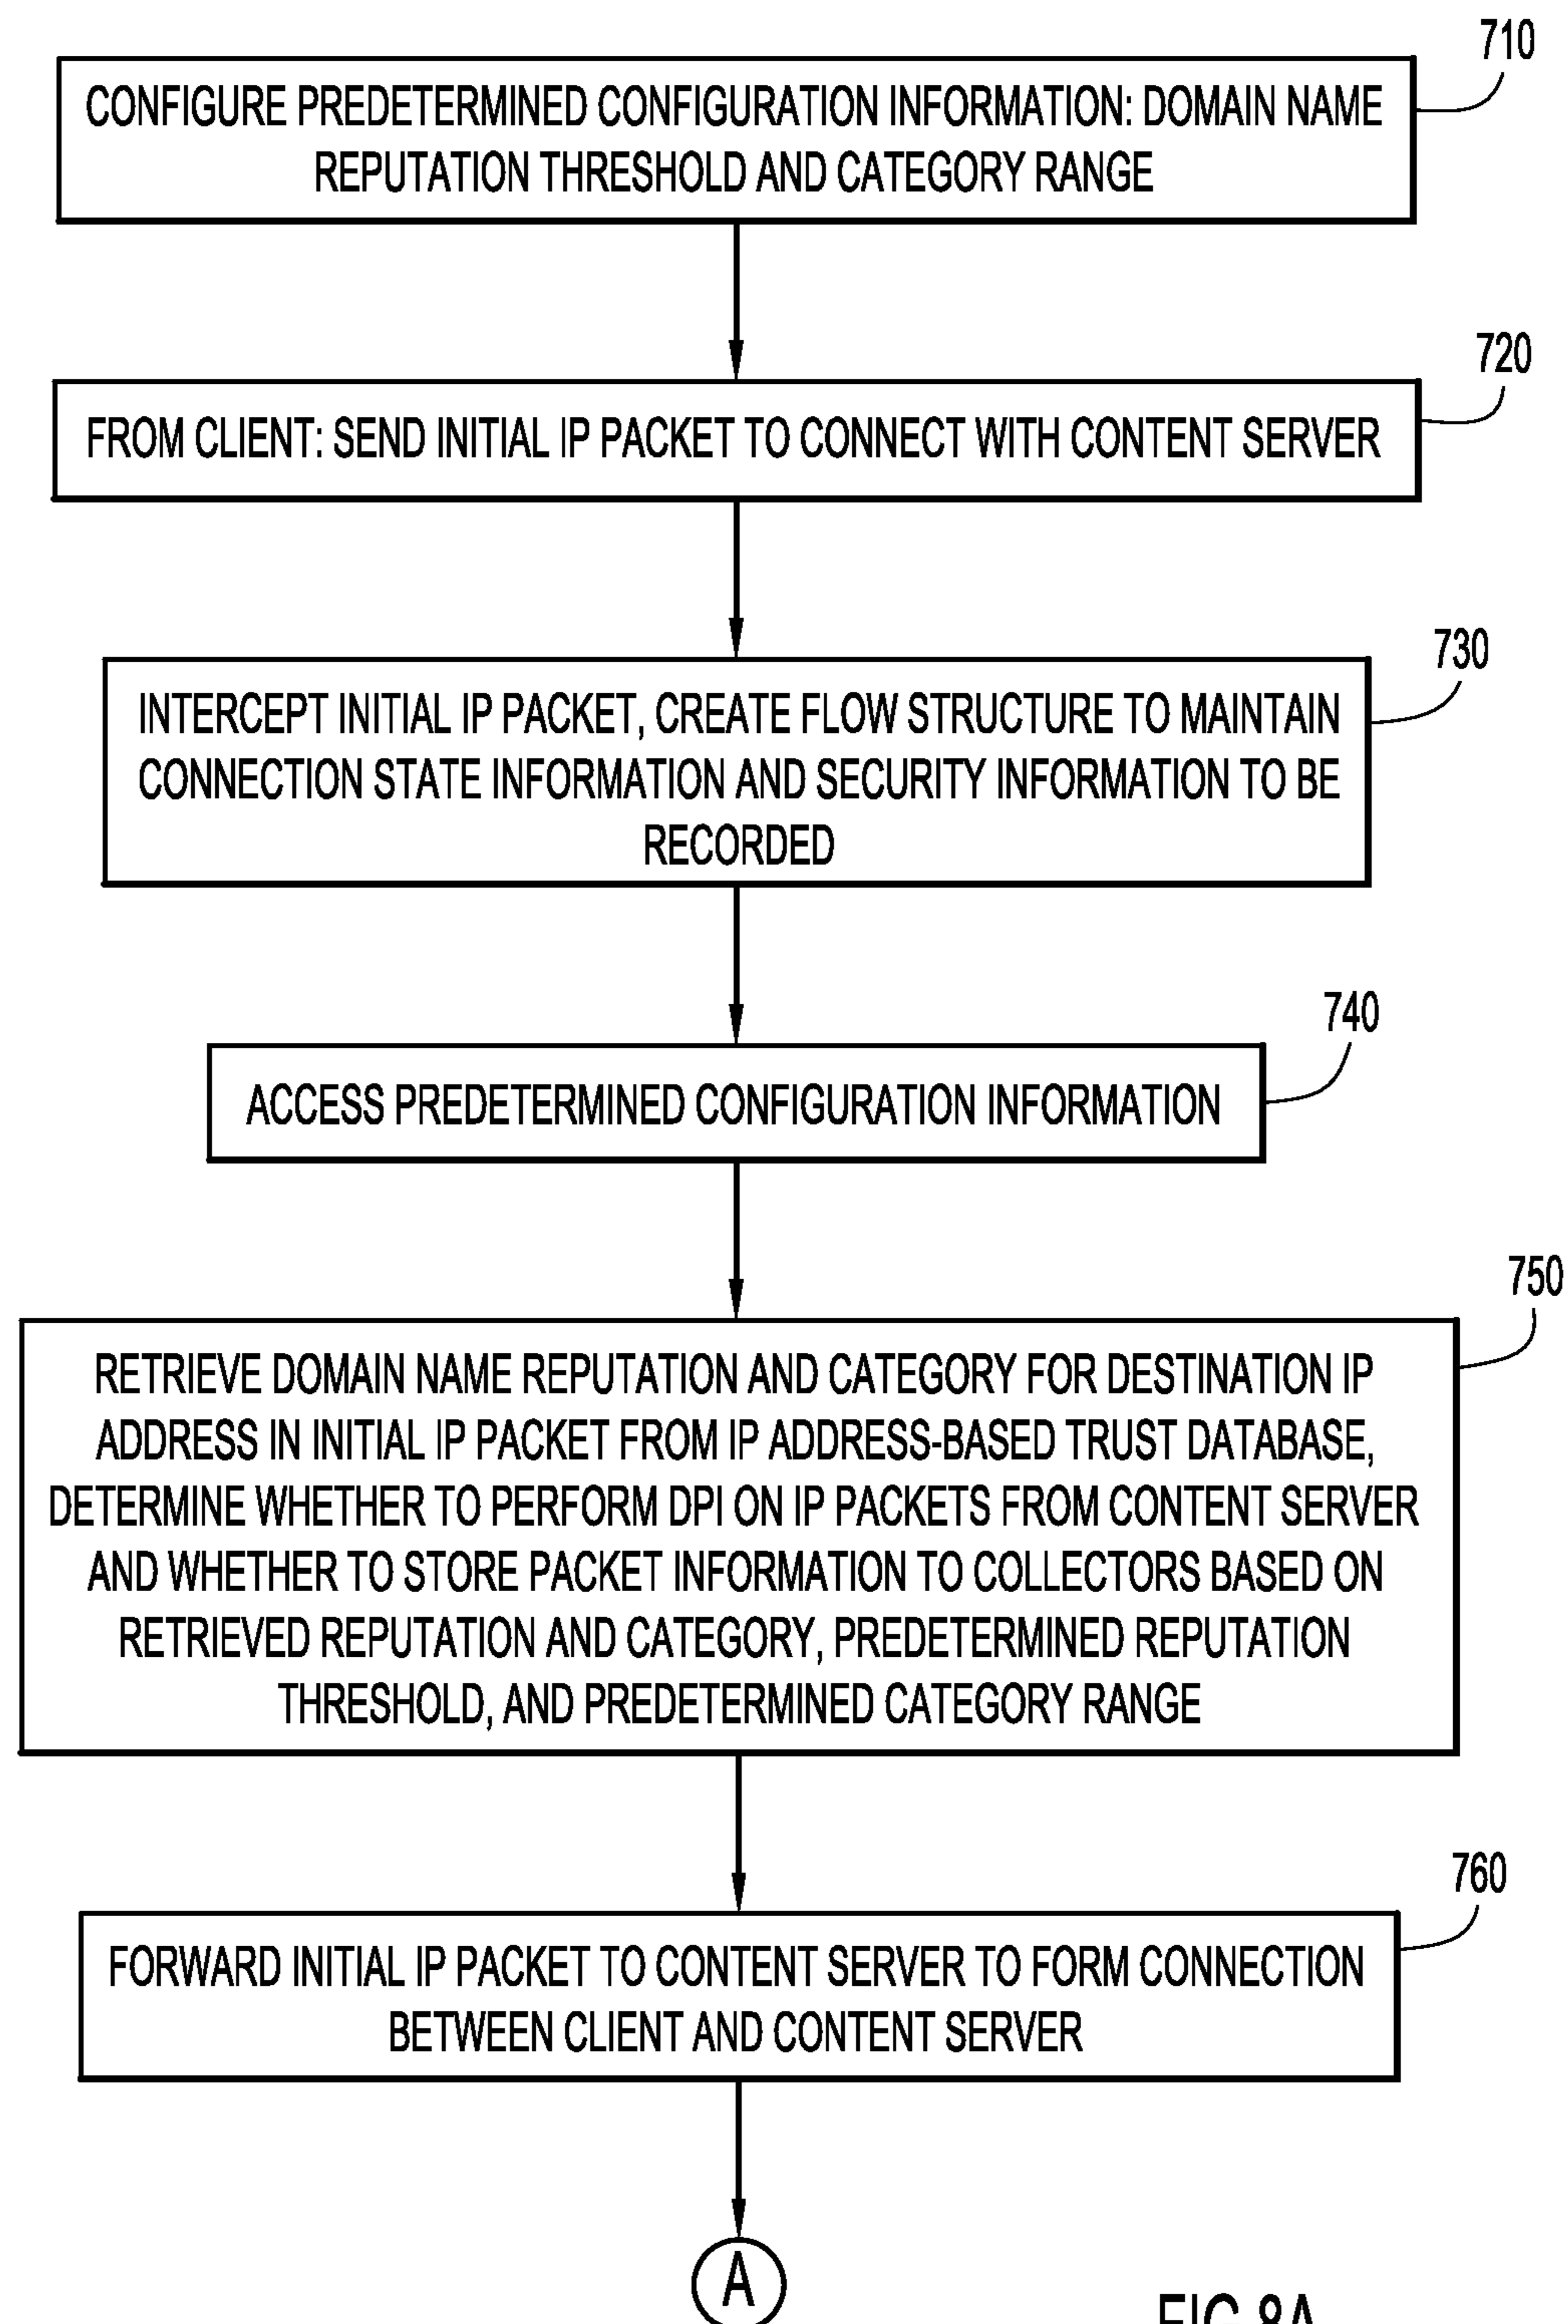 710
CONFIGURE PREDETERMINED CONFIGURATION INFORMATION: DOMAIN NAME
REPUTATION THRESHOLD AND CATEGORY RANGE
720
FROM CLIENT: SEND INITIAL IP PACKET TO CONNECT WITH CONTENT SERVER
730
INTERCEPT INITIAL IP PACKET, CREATE FLOW STRUCTURE TO MAINTAIN
CONNECTION STATE INFORMATION AND SECURITY INFORMATION TO BE
RECORDED
740
ACCESS PREDETERMINED CONFIGURATION INFORMATION
750
RETRIEVE DOMAIN NAME REPUTATION AND CATEGORY FOR DESTINATION IP
ADDRESS IN INITIAL IP PACKET FROM IP ADDRESS-BASED TRUST DATABASE,
DETERMINE WHETHER TO PERFORM DPI ON IP PACKETS FROM CONTENT SERVER
AND WHETHER TO STORE PACKET INFORMATION TO COLLECTORS BASED ON
RETRIEVED REPUTATION AND CATEGORY, PREDETERMINED REPUTATION
THRESHOLD, AND PREDETERMINED CATEGORY RANGE
760
FORWARD INITIAL IP PACKET TO CONTENT SERVER TO FORM CONNECTION
BETWEEN CLIENT AND CONTENT SERVER
A
FIG.8A